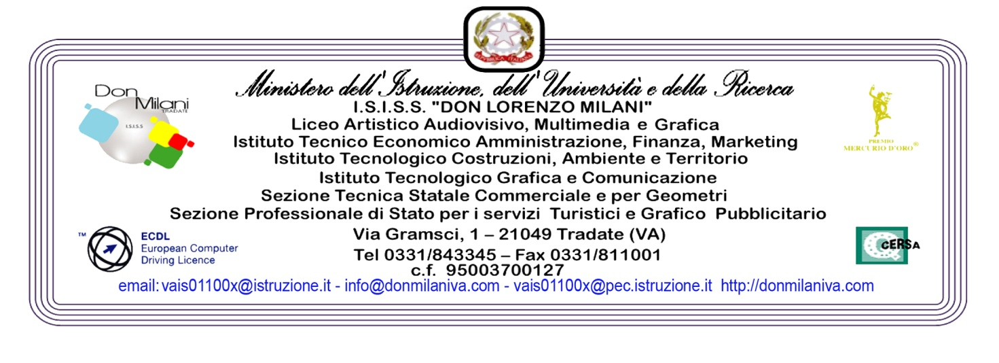 REPVBBLICA ITALIANA
Ministero dell'Istruzione, dell'Università e della Ricerca
Don
Milani
TRADATE
I.S.I.S.S
I.S.I.S.S. "DON LORENZO MILANI"
Liceo Artistico Audiovisivo, Multimedia e Grafica
Istituto Tecnico Economico Amministrazione, Finanza, Marketing
Istituto Tecnologico Costruzioni, Ambiente e Territorio
PREMIO
MERCURIO D'ORO®
Istituto Tecnologico Grafica e Comunicazione
Sezione Tecnica Statale Commerciale e per Geometri
Sezione Professionale di Stato per i servizi Turistici e Grafico Pubblicitario
™ ECDL
European Computer
Driving Licence
Via Gramsci, 1 – 21049 Tradate (VA)
Tel 0331/843345 – Fax 0331/811001
c.f. 95003700127
Q CERSA
email: vais01100x@istruzione.it - info@donmilaniva.com - vais01100x@pec.istruzione.it http://donmilaniva.com